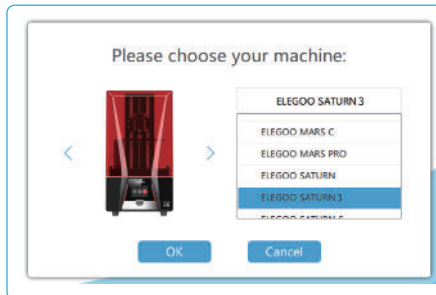 Please choose your machine:
ELEGOO SATURN 3
ELEGOO MARS C
ELEGOO MARS PRO
ELEGOO SATURN
ELEGOO SATURN 3
OK
Cancel